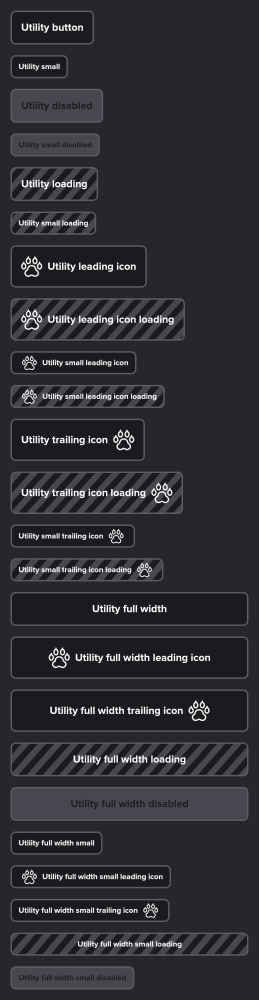 Utility button
Utility small
Utility disabled
Utility small disabled
Utility loading
Utility small loading
Utility leading icon
Utility leading icon loading
Utility small leading icon
Utility small leading icon loading
Utility trailing icon
Utility trailing icon loading
Utility small trailing icon
Utility small trailing icon loading
Utility full width
Utility full width leading icon
Utility full width trailing icon
Utility full width loading
Utility full width disabled
Utility full width small
Utility full width small leading icon
Utility full width small trailing icon
Utility full width small loading
Utility full width small disabled